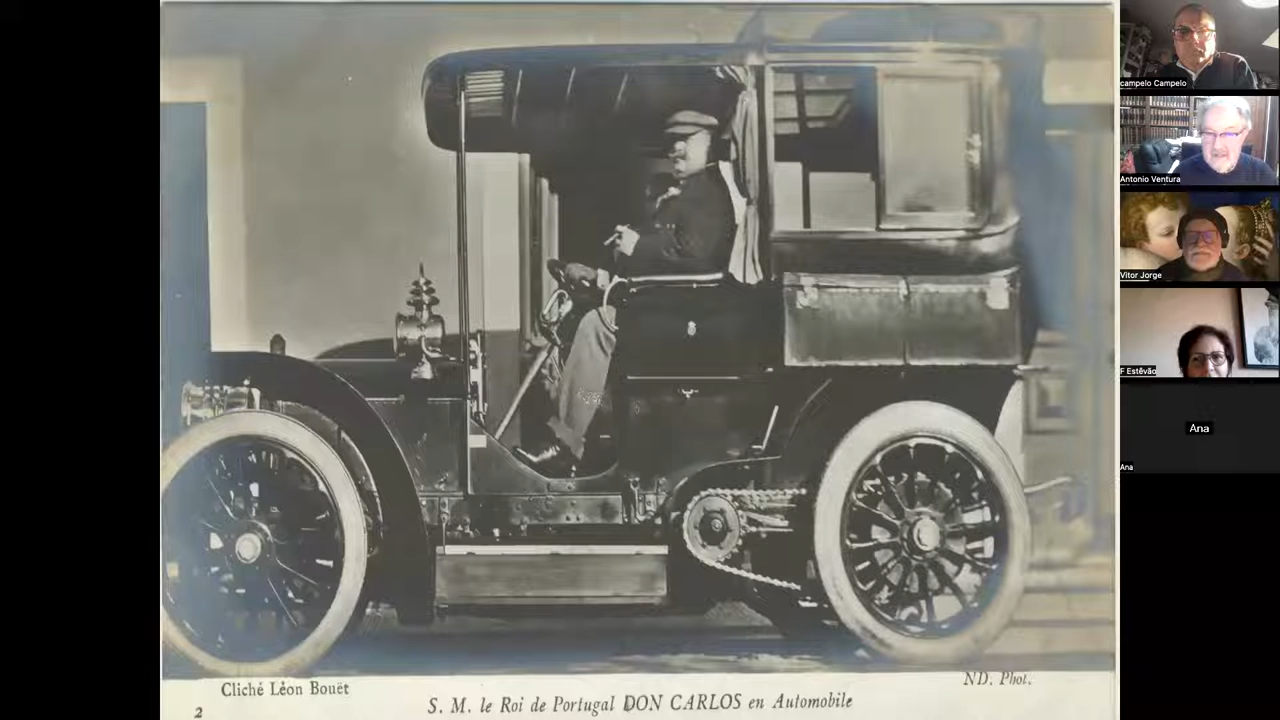 Cliché Léon Bouët
ND. Phot.
S. M. le Roi de Portugal DON CARLOS en Automobile
2
campelo Campelo
Antonio Ventura
Vitor Jorge
F Estêvão
Ana
Ana